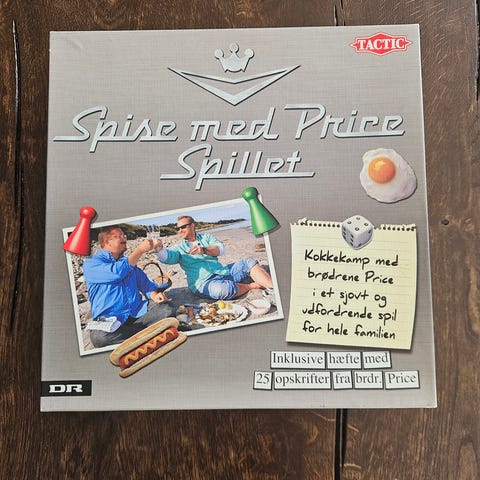 TACTIC
Spise med Price
Spillet
Kokkekamp med
brødrene Price
i et sjovt og
udfordrende spil
for hele familien
Inklusive hæfte med
25 opskrifter fra brdr. Price
DR